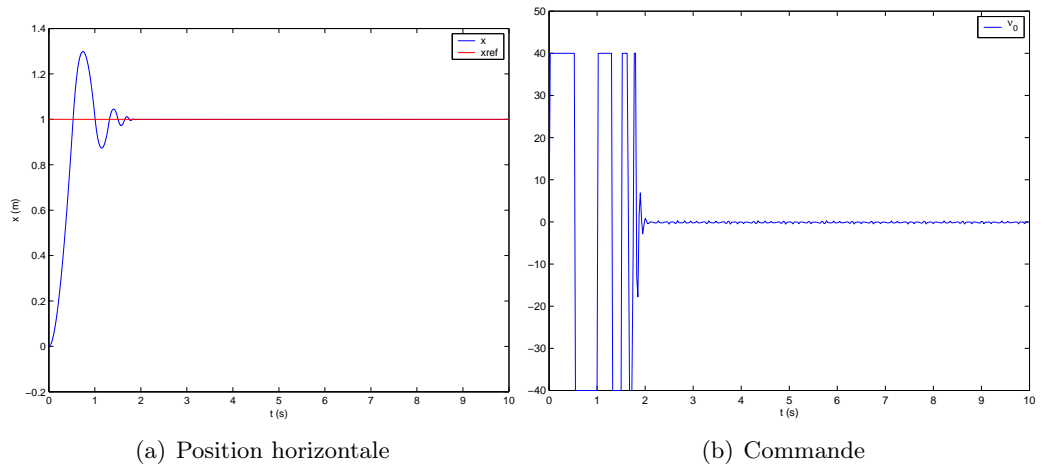 1.4
1.2
1
0.8
0.6
0.4
0.2
0
−0.2
x (m)
0 1 2 3 4 5 6 7 8 9 10
t (s)
x
xref
(a) Position horizontale
50
40
30
20
10
0
−10
−20
−30
−40
0 1 2 3 4 5 6 7 8 9 10
t (s)
ν0
(b) Commande